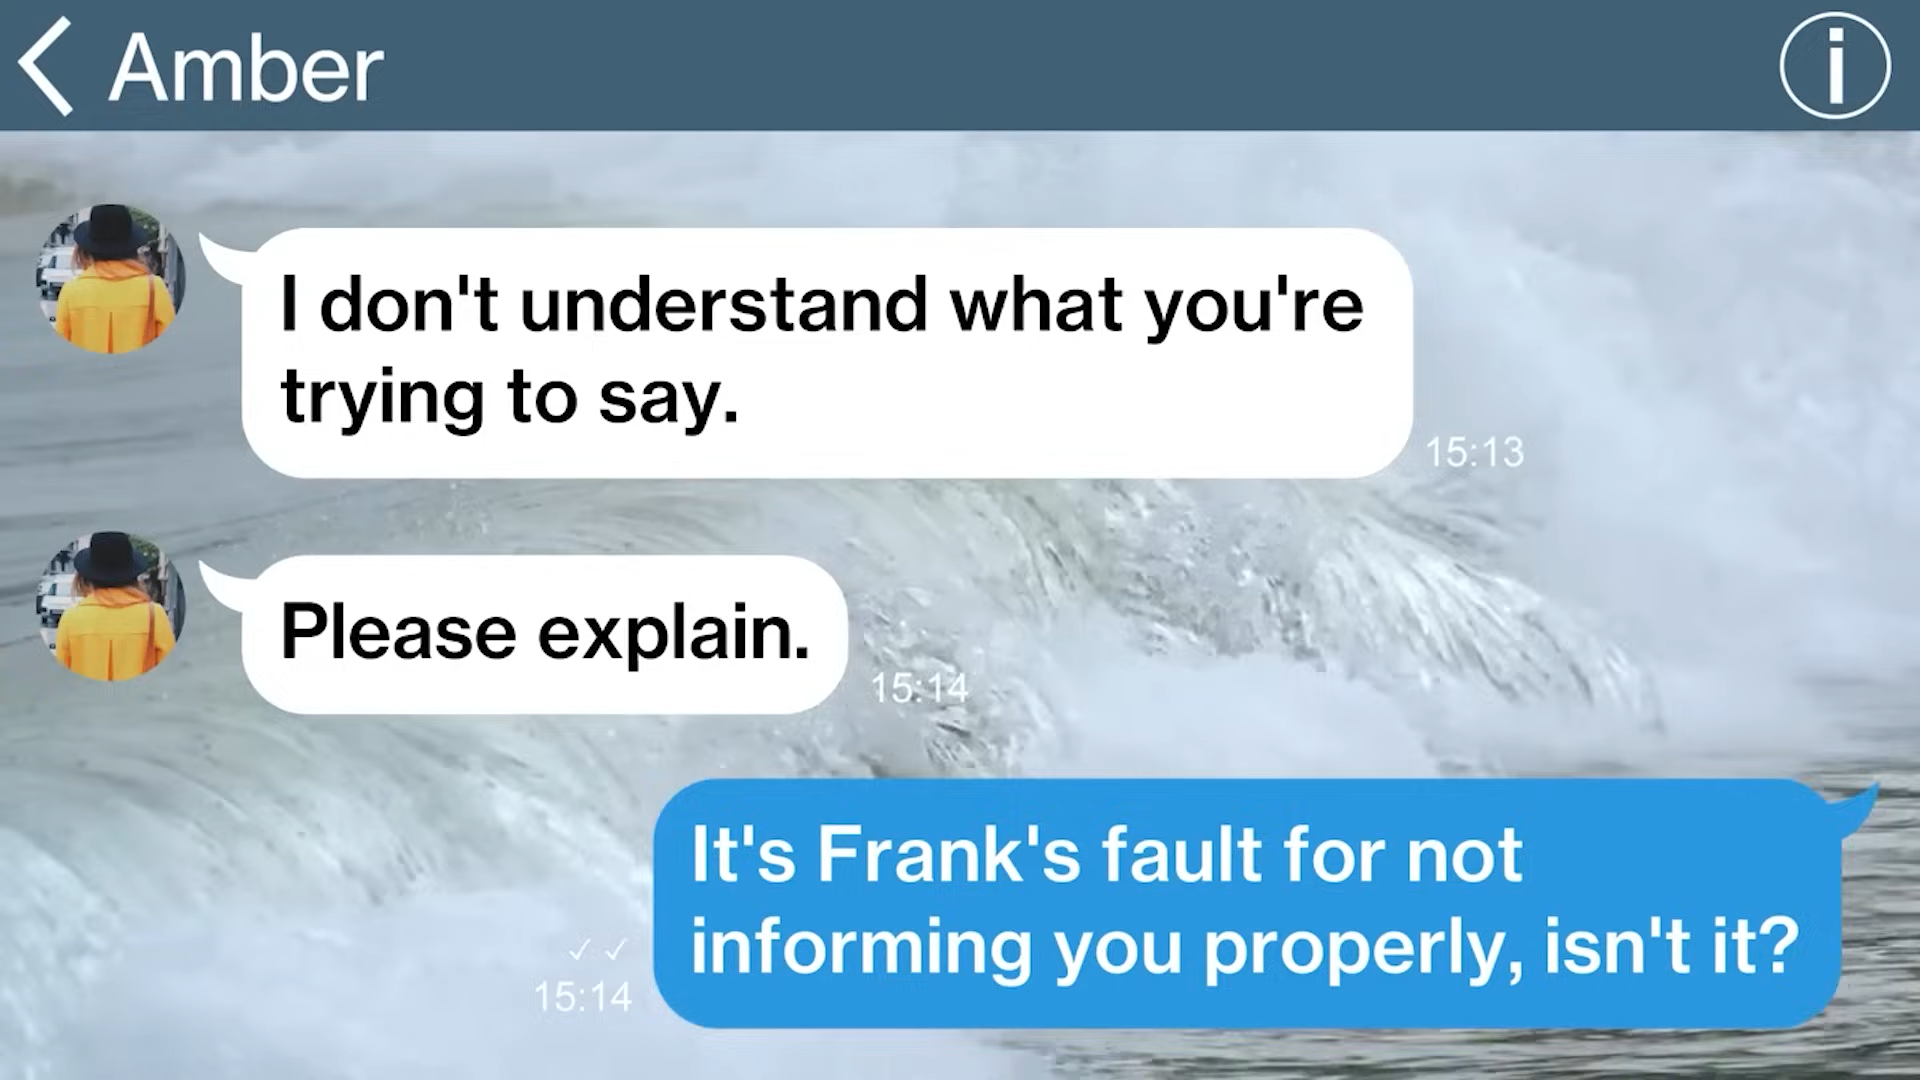 Amber
I don't understand what you're
trying to say.
15:13
Please explain.
15:14
It's Frank's fault for not
informing you properly, isn't it?
✓✓
15:14